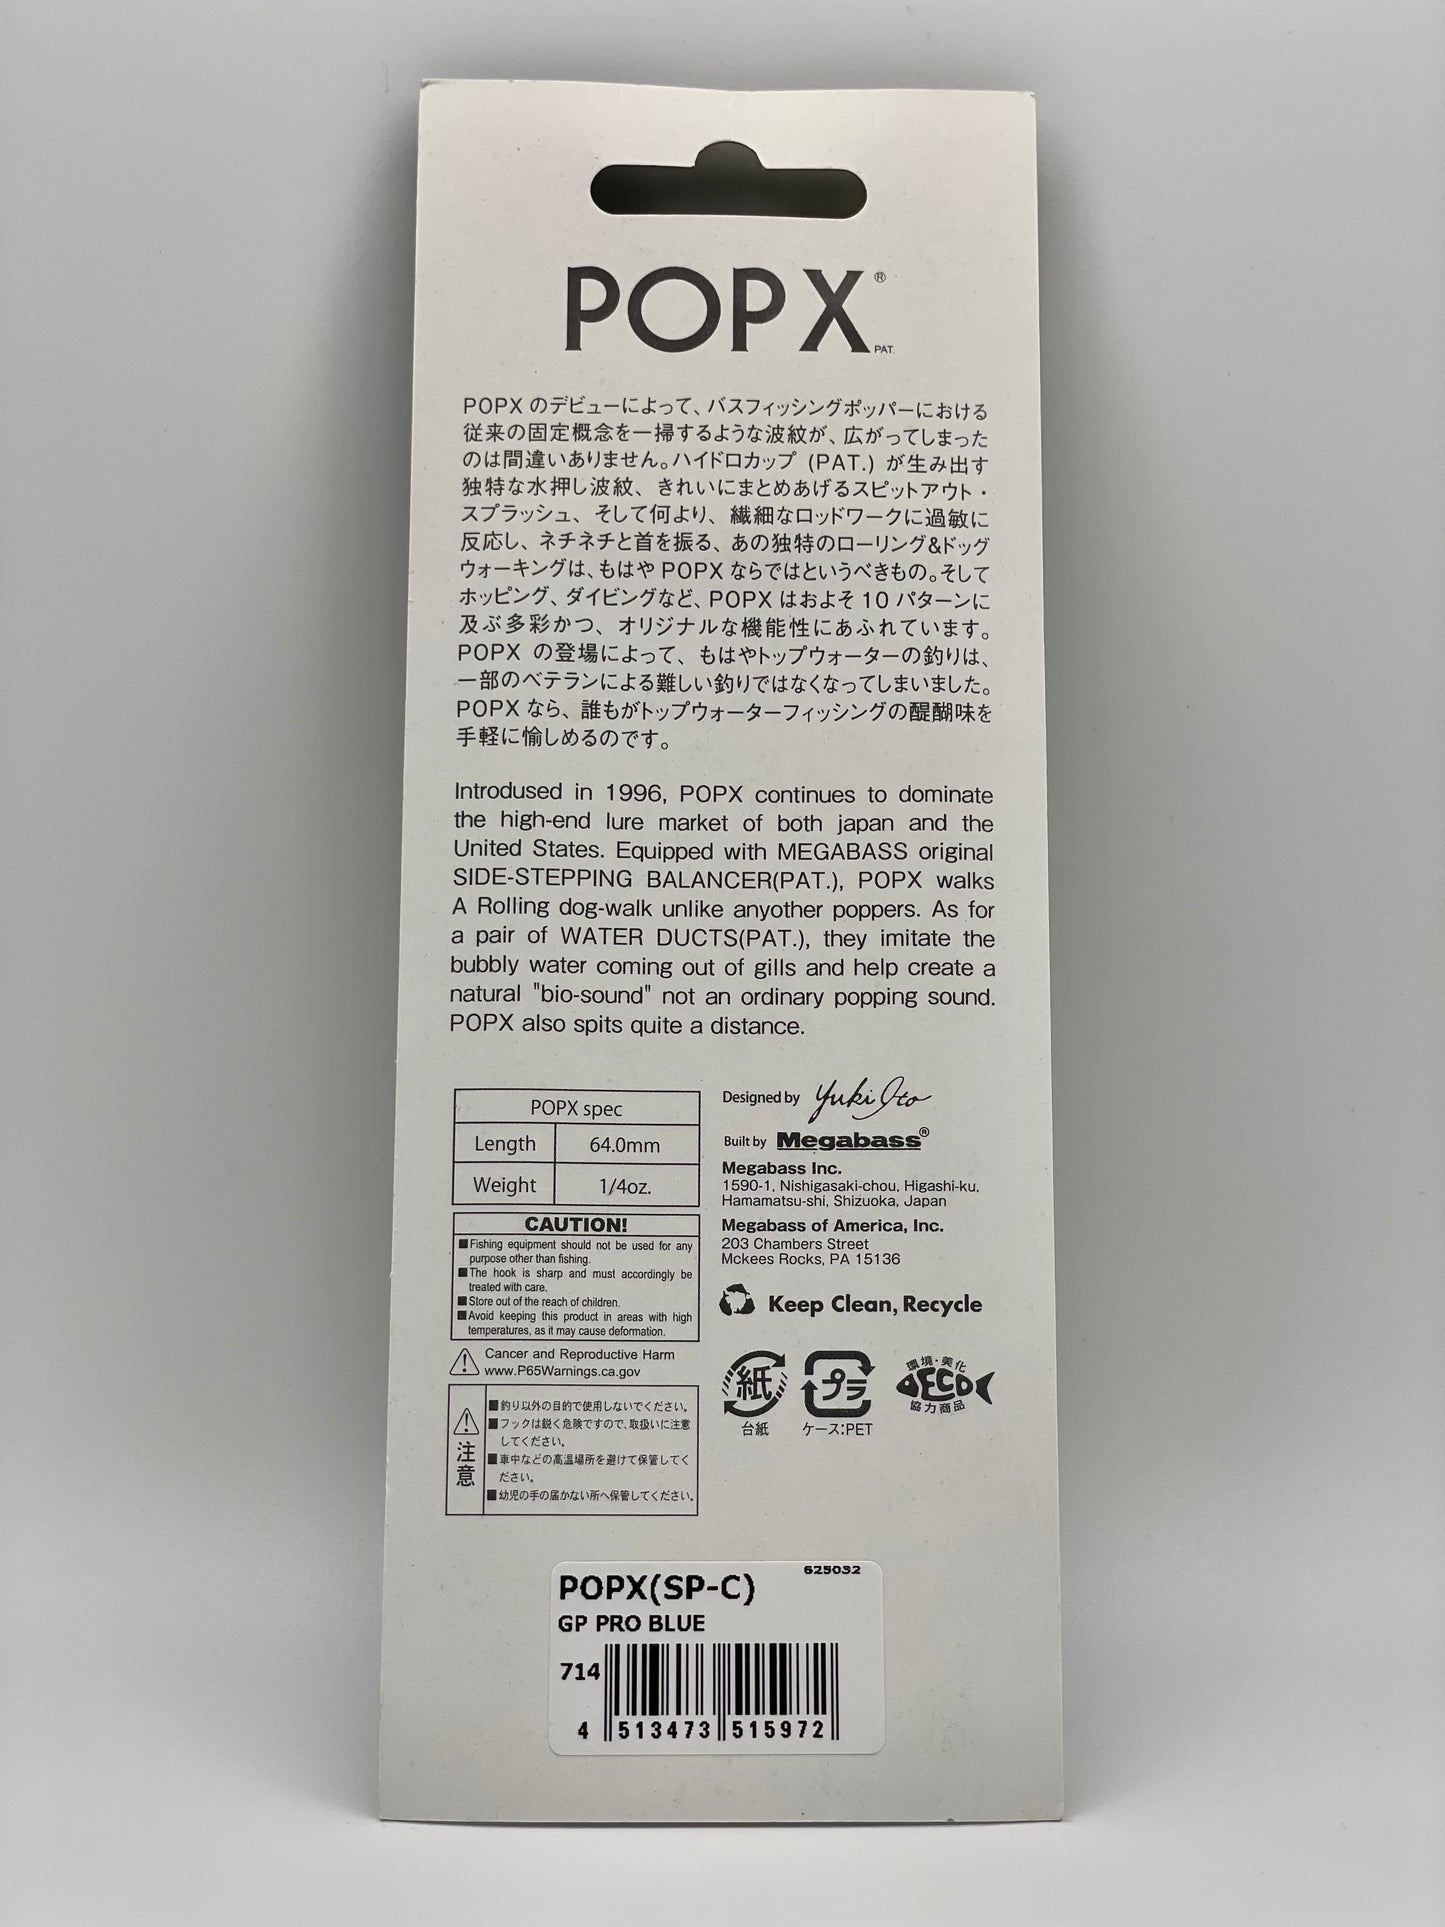 POPX®
PAT.
POPX のデビューによって、バスフィッシングポッパーにおける
従来の固定概念を一掃するような波紋が、広がってしまった
のは間違いありません。ハイドロカップ (PAT.) が生み出す
独特な水押し波紋、きれいにまとめあげるスピットアウト・
スプラッシュ、そして何より、繊細なロッドワークに過敏に
反応し、ネチネチと首を振る、あの独特のローリング&ドッグ
ウォーキングは、もはや POPX ならではというべきもの。そして
ホッピング、ダイビングなど、POPX はおよそ 10 パターンに
及ぶ多彩かつ、オリジナルな機能性にあふれています。
POPX の登場によって、もはやトップウォーターの釣りは、
一部のベテランによる難しい釣りではなくなってしまいました。
POPX なら、誰もがトップウォーターフィッシングの醍醐味を
手軽に愉しめるのです。
Introdused in 1996, POPX continues to dominate
the high-end lure market of both japan and the
United States. Equipped with MEGABASS original
SIDE-STEPPING BALANCER(PAT.), POPX walks
A Rolling dog-walk unlike anyother poppers. As for
a pair of WATER DUCTS(PAT.), they imitate the
bubbly water coming out of gills and help create a
natural "bio-sound" not an ordinary popping sound.
POPX also spits quite a distance.
POPX spec
Length 64.0mm
Weight 1/4oz.
CAUTION!
■Fishing equipment should not be used for any
purpose other than fishing.
■The hook is sharp and must accordingly be
treated with care.
■Store out of the reach of children.
■Avoid keeping this product in areas with high
temperatures, as it may cause deformation.
Cancer and Reproductive Harm
www.P65Warnings.ca.gov
注意
■釣り以外の目的で使用しないでください。
■フックは鋭く危険ですので、取扱いに注意
してください。
■車中などの高温場所を避けて保管してく
ださい。
■幼児の手の届かない所へ保管してください。
Designed by Yuki Ito
Built by Megabass®
Megabass Inc.
1590-1, Nishigasaki-chou, Higashi-ku,
Hamamatsu-shi, Shizuoka, Japan
Megabass of America, Inc.
203 Chambers Street
Mckees Rocks, PA 15136
Keep Clean, Recycle
紙
台紙
プラ
ケース:PET
環境・美化
ECO
協力商品
625032
POPX(SP-C)
GP PRO BLUE
714
4 513473 515972